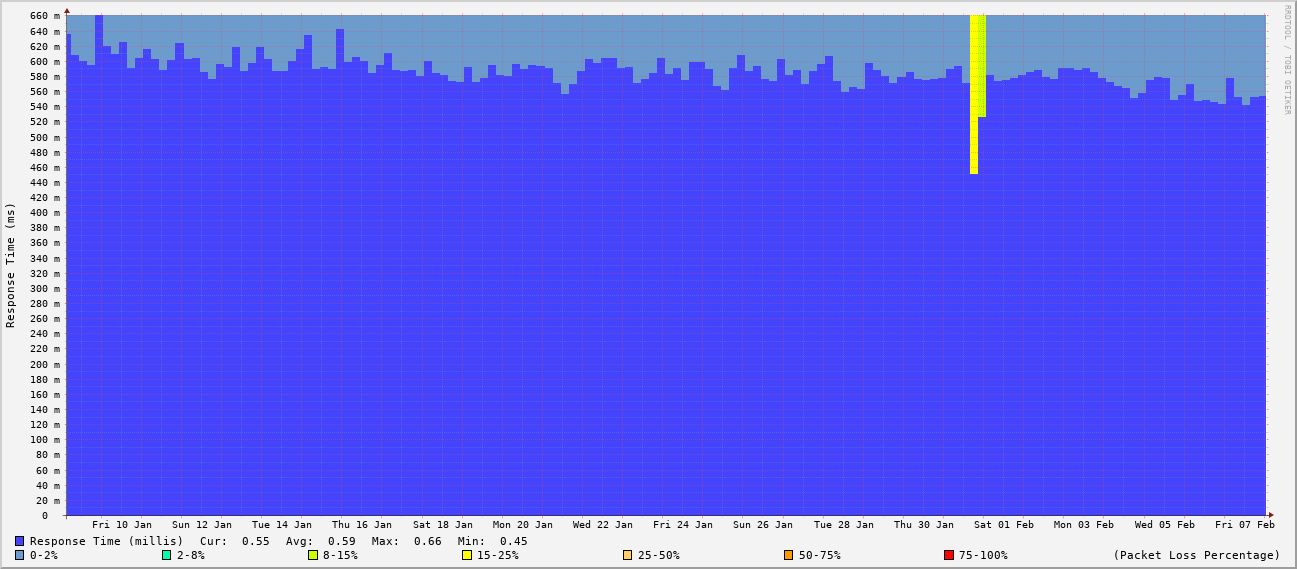 660 m
640 m
620 m
600 m
580 m
560 m
540 m
520 m
500 m
480 m
460 m
440 m
420 m
400 m
380 m
360 m
340 m
320 m
300 m
280 m
260 m
240 m
220 m
200 m
180 m
160 m
140 m
120 m
100 m
80 m
60 m
40 m
20 m
0
Response Time (ms)
RRDTOOL / TOBI OETIKER
Fri 10 Jan Sun 12 Jan Tue 14 Jan Thu 16 Jan Sat 18 Jan Mon 20 Jan Wed 22 Jan Fri 24 Jan Sun 26 Jan Tue 28 Jan Thu 30 Jan Sat 01 Feb Mon 03 Feb Wed 05 Feb Fri 07 Feb
Response Time (millis) Cur: 0.55 Avg: 0.59 Max: 0.66 Min: 0.45
0-2% 2-8% 8-15% 15-25% 25-50% 50-75% 75-100% (Packet Loss Percentage)